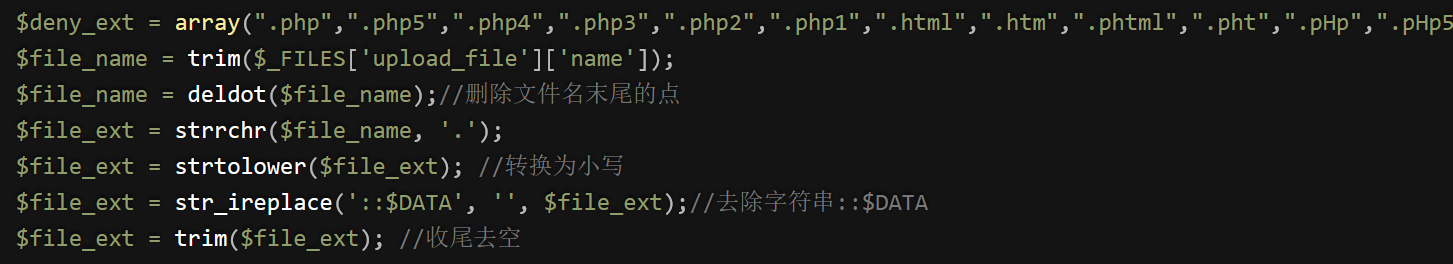 $deny_ext = array(".php",".php5",".php4",".php3",".php2",".php1",".html",".htm",".phtml",".pht",".pHp",".pHp5
$file_name = trim($_FILES['upload_file']['name']);
$file_name = deldot($file_name);//删除文件名末尾的点
$file_ext = strrchr($file_name, '.');
$file_ext = strtolower($file_ext); //转换为小写
$file_ext = str_ireplace('::$DATA', '', $file_ext);//去除字符串::$DATA
$file_ext = trim($file_ext); //收尾去空